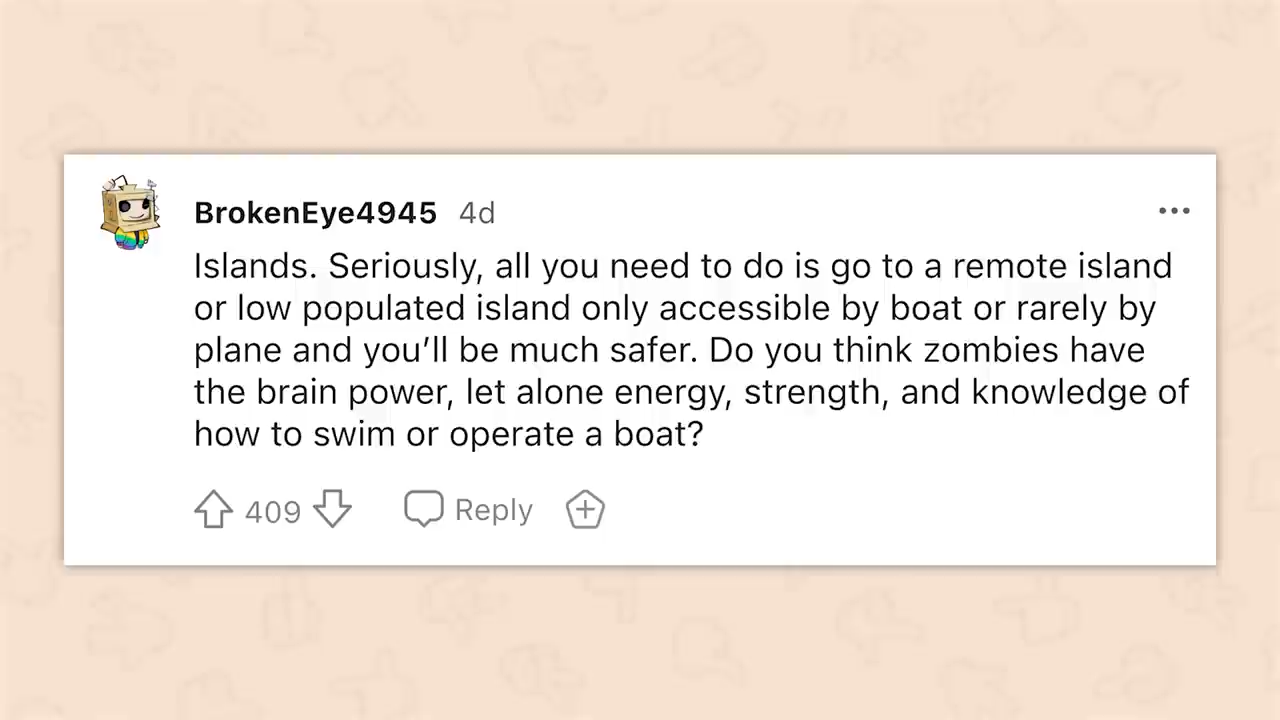 BrokenEye4945 4d
Islands. Seriously, all you need to do is go to a remote island
or low populated island only accessible by boat or rarely by
plane and you’ll be much safer. Do you think zombies have
the brain power, let alone energy, strength, and knowledge of
how to swim or operate a boat?
409 Reply